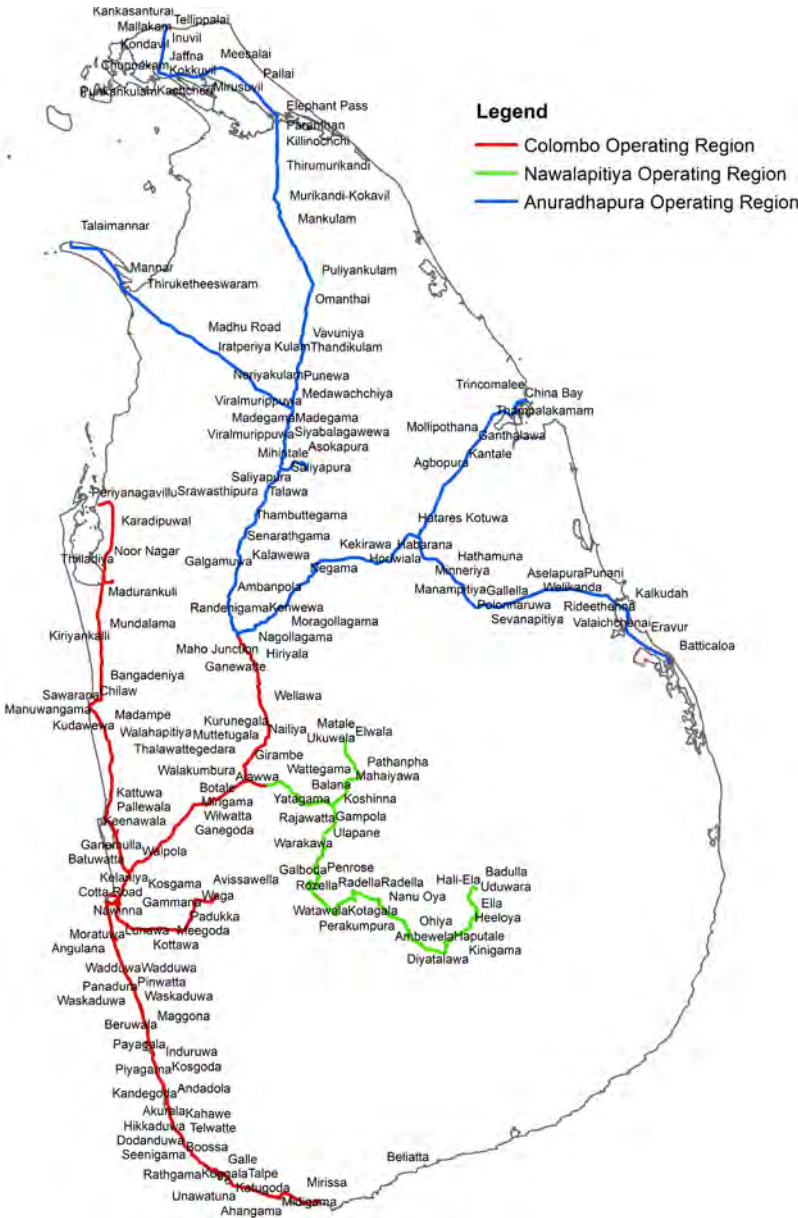 Kankasanturai
Tellippalai
Mallakam
Inuvil
Kondavil
Jaffna
Meesalai
Chunnakam
Kokkuvil
Pallai
Punkankulam
Kachcheri
Mirusuvil
Elephant Pass
Paranthan
Killinochchi
Thirumurikandi
Murikandi-Kokavil
Mankulam
Legend
Colombo Operating Region
Nawalapitiya Operating Region
Anuradhapura Operating Region
Talaimannar
Mannar
Thiruketheeswaram
Puliyankulam
Omanthai
Madhu Road
Vavuniya
Iratperiya Kulam
Thandikulam
Neriyakulam
Punewa
Medawachchiya
Viralmurippuwa
Madegama
Madegama
Viralmurippuwa
Siyabalagawewa
Asokapura
Mihintale
Saliyapura
Saliyapura
Trincomalee
China Bay
Thampalakamam
Mollipothana
Ganthalawa
Kantale
Agbopura
Periyanagavillu
Srawasthipura
Talawa
Karadipuwal
Thambuttegama
Hatares Kotuwa
Senarathgama
Noor Nagar
Thiladiya
Galgamuwa
Kalawewa
Kekirawa
Habarana
Horiwiala
Hathamuna
Negama
Minneriya
Aselapura
Punani
Madurankuli
Ambanpola
Manampitiya
Gallella
Welikanda
Kalkudah
Mundalama
Randenigama
Konwewa
Polonnaruwa
Rideethenna
Moragollagama
Sevanapitiya
Valaichchenai
Eravur
Kiriyankalli
Nagollagama
Batticaloa
Maho Junction
Hiriyala
Ganewatte
Bangadeniya
Sawarana
Chilaw
Wellawa
Manuwangama
Madampe
Kurunegala
Matale
Kudawewa
Walahapitiya
Muttetugala
Nailiya
Ukuwala
Elwala
Thalawattegedara
Girambe
Pathanpha
Walakumbura
Alawwa
Wattegama
Mahaiyawa
Kattuwa
Botale
Balana
Pallewala
Mirigama
Yatagama
Koshinna
Keenawala
Wilwatta
Rajawatta
Gampola
Ganegoda
Ulapane
Ganemulla
Walpola
Warakawa
Batuwatta
Kelaniya
Galboda
Penrose
Badulla
Cotta Road
Kosgama
Avissawella
Rozella
Radella
Radella
Hali-Ela
Uduwara
Waga
Gammana
Nanu Oya
Ella
Nawinna
Padukka
Watawala
Kotagala
Ohiya
Heeloya
Moratuwa
Lunawa
Meegoda
Perakumpura
Ambewela
Haputale
Angulana
Kottawa
Kinigama
Diyatalawa
Wadduwa
Wadduwa
Panadura
Pinwatta
Waskaduwa
Waskaduwa
Maggona
Beruwala
Payagala
Induruwa
Piyagama
Kosgoda
Kandegoda
Andadola
Akurala
Kahawe
Hikkaduwa
Telwatte
Dodanduwa
Boossa
Seenigama
Galle
Beliatta
Rathgama
Koggala
Talpe
Mirissa
Unawatuna
Katugoda
Midigama
Ahangama